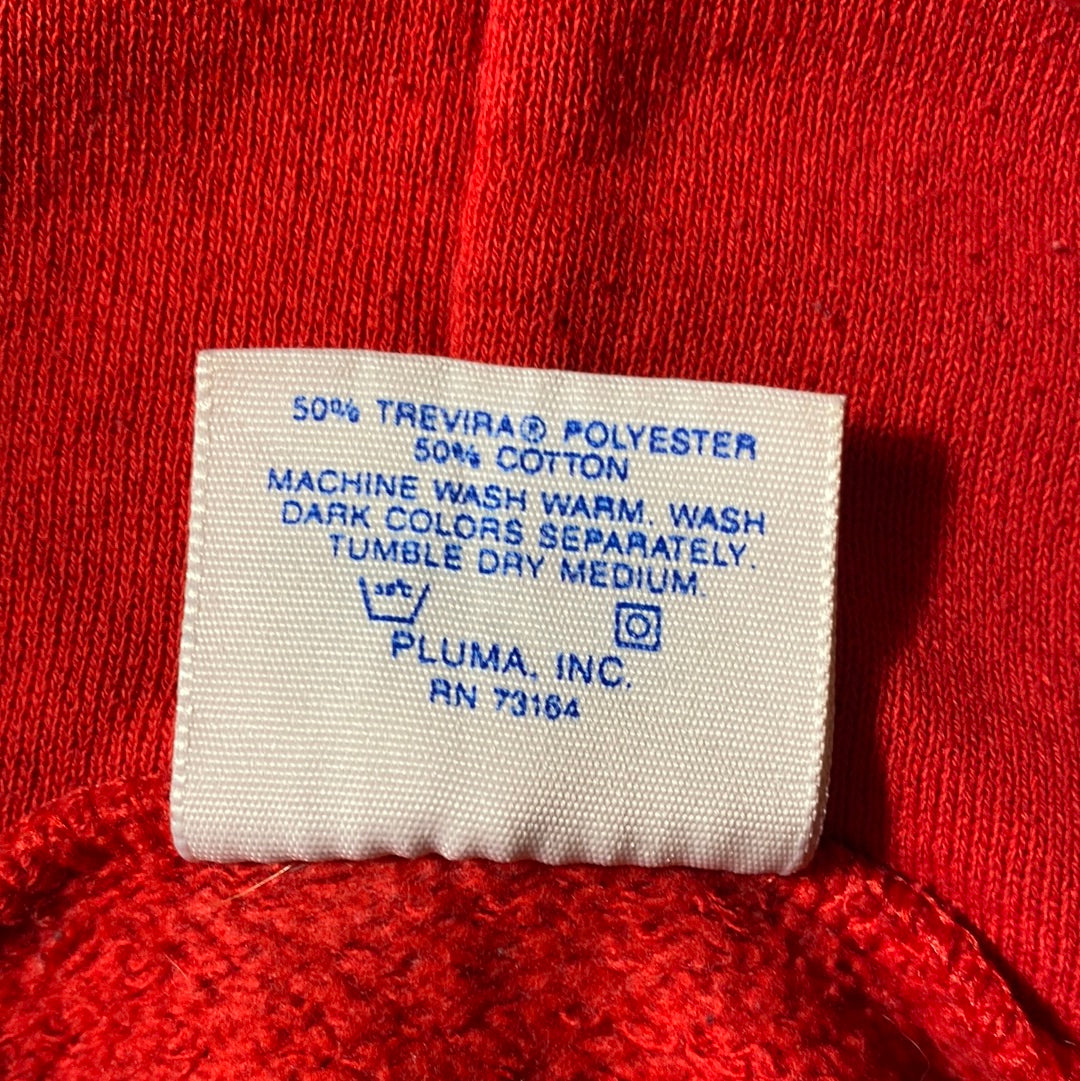 50% TREVIRA® POLYESTER
50% COTTON
MACHINE WASH WARM. WASH
DARK COLORS SEPARATELY.
TUMBLE DRY MEDIUM.
PLUMA, INC.
RN 73164